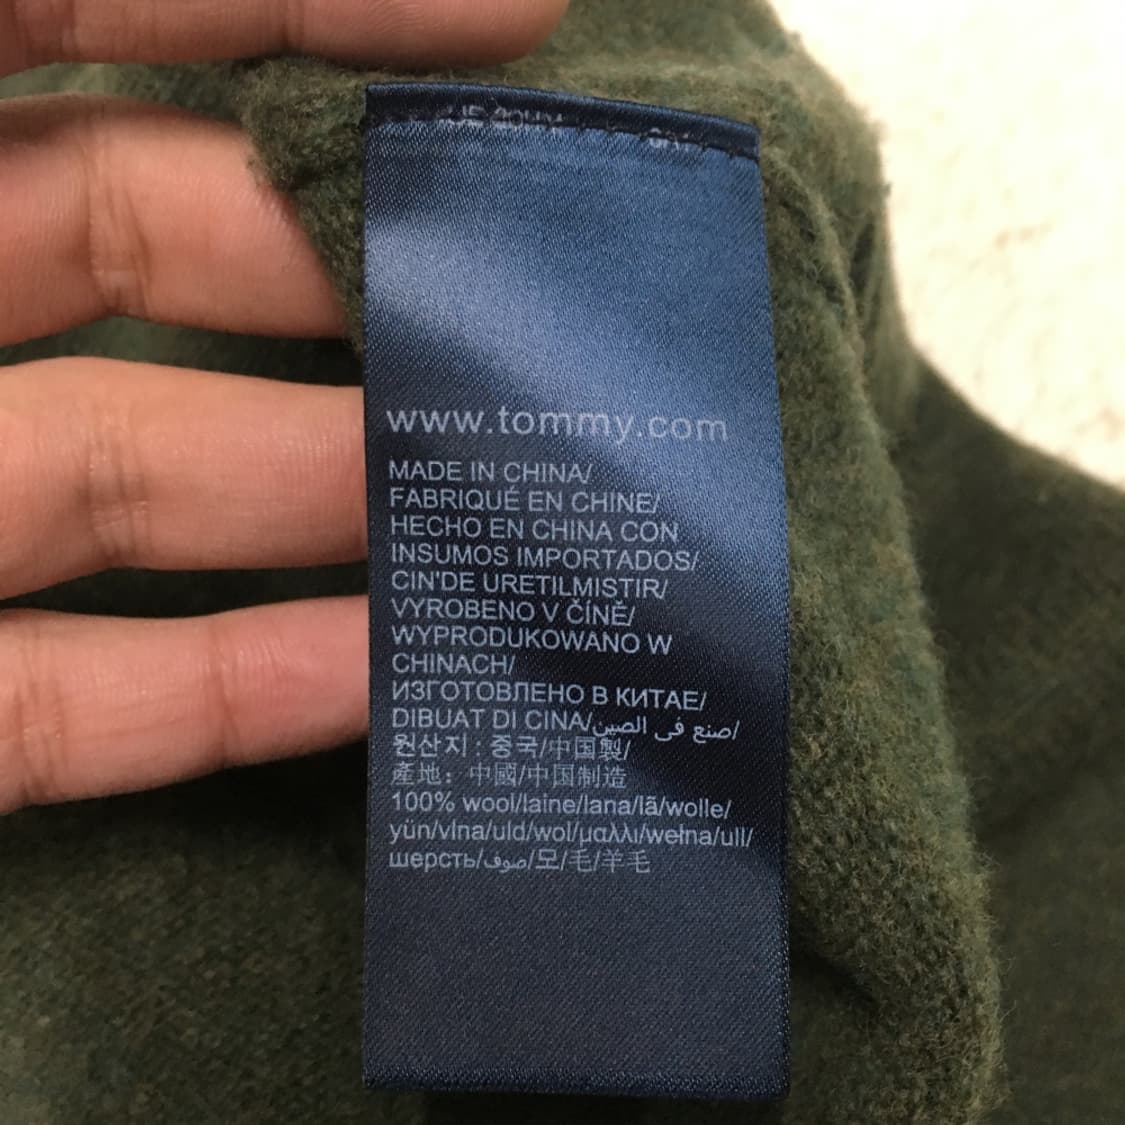 www.tommy.com
MADE IN CHINA/
FABRIQUÉ EN CHINE/
HECHO EN CHINA CON
INSUMOS IMPORTADOS/
CIN'DE URETILMISTIR/
VYROBENO V ČÍNĚ/
WYPRODUKOWANO W
CHINACH/
ИЗГОТОВЛЕНО В КИТАЕ/
DIBUAT DI CINA/صنع في الصين/
원산지 : 중국/中国製/
產地：中國/中国制造
100% wool/laine/lana/lã/wolle/
yün/vlna/uld/wol/μαλλι/wełna/ull/
шерсть/صوف/모/毛/羊毛